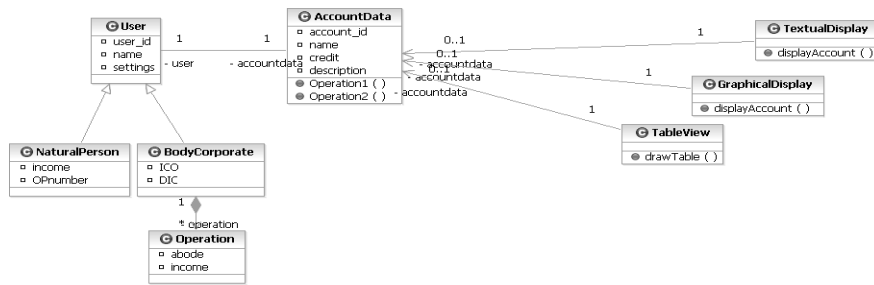 User
user_id
name
settings
1
1
- user
- accountdata
AccountData
account_id
name
credit
description
Operation1 ( )
Operation2 ( )
0..1
1
- accountdata
0..1
1
- accountdata
0..1
1
- accountdata
TextualDisplay
displayAccount ( )
GraphicalDisplay
displayAccount ( )
TableView
drawTable ( )
NaturalPerson
income
OPnumber
BodyCorporate
ICO
DIC
1
* - operation
Operation
abode
income